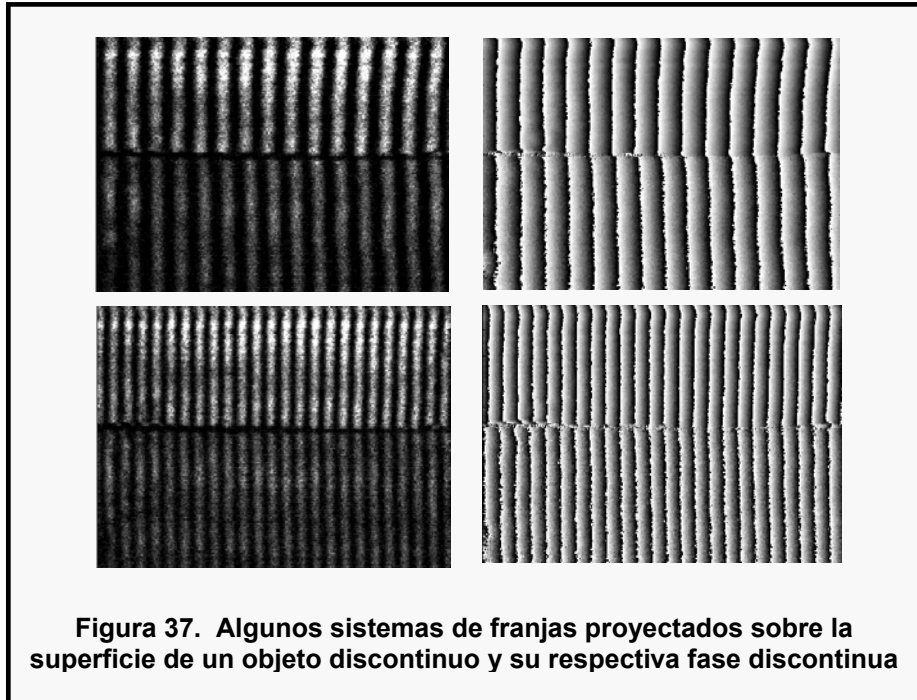 Figura 37. Algunos sistemas de franjas proyectados sobre la
superficie de un objeto discontinuo y su respectiva fase discontinua